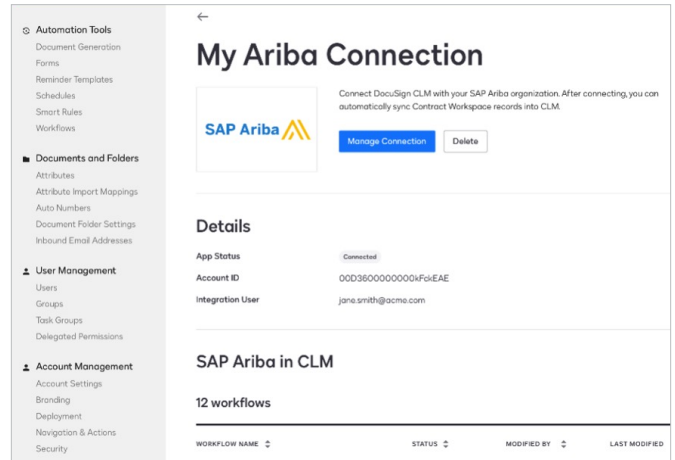 Automation Tools
Document Generation
Forms
Reminder Templates
Schedules
Smart Rules
Workflows
Documents and Folders
Attributes
Attribute Import Mappings
Auto Numbers
Document Folder Settings
Inbound Email Addresses
User Management
Users
Groups
Task Groups
Delegated Permissions
Account Management
Account Settings
Branding
Deployment
Navigation & Actions
Security
My Ariba Connection
SAP Ariba
Connect DocuSign CLM with your SAP Ariba organization. After connecting, you can
automatically sync Contract Workspace records into CLM.
Manage Connection Delete
Details
App Status Connected
Account ID 00D3600000000kFckEAE
Integration User jane.smith@acme.com
SAP Ariba in CLM
12 workflows
WORKFLOW NAME STATUS MODIFIED BY LAST MODIFIED